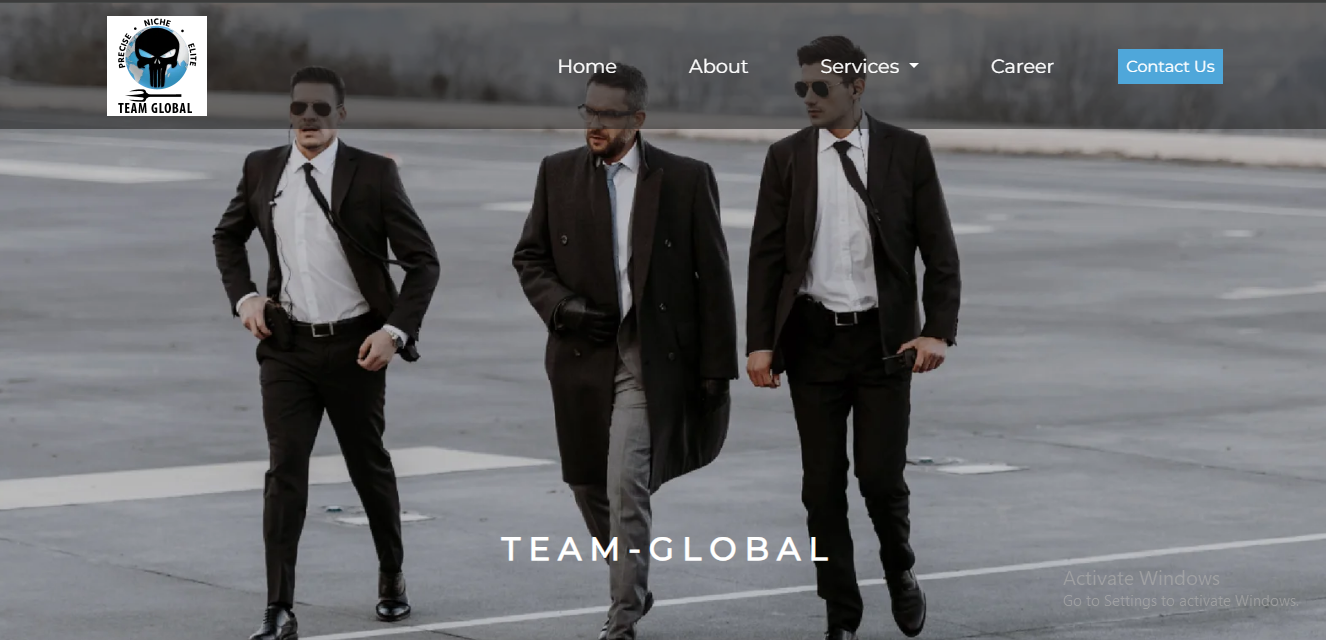 PRECISE • NICHE • ELITE
TEAM GLOBAL
Home
About
Services
Career
Contact Us
TEAM-GLOBAL
Activate Windows
Go to Settings to activate Windows.